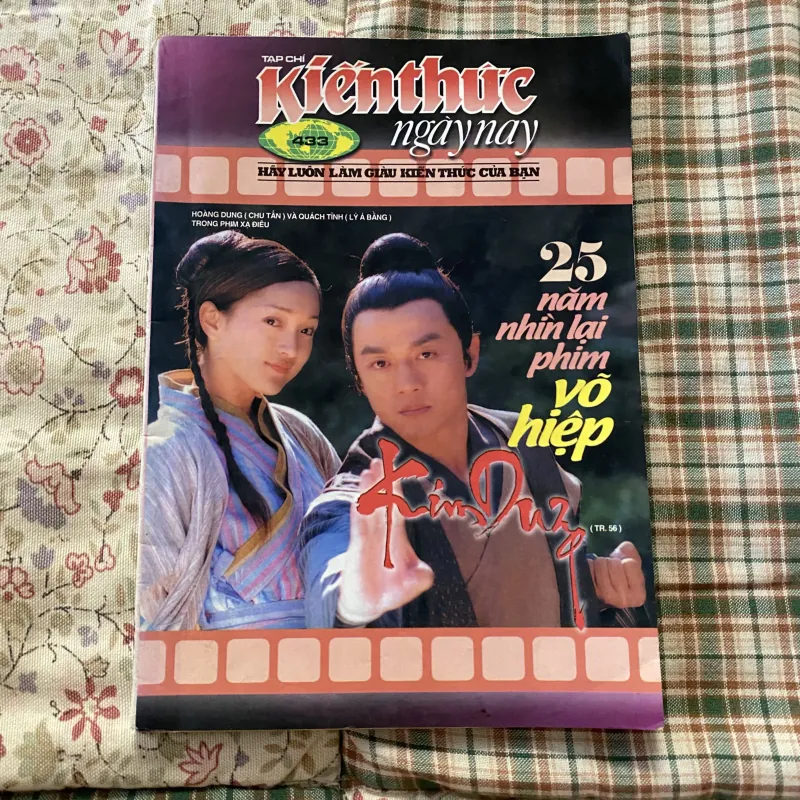 TẠP CHÍ
Kiến thức
ngày nay
433
HÃY LUÔN LÀM GIÀU KIẾN THỨC CỦA BẠN
HOÀNG DUNG ( CHU TẤN ) VÀ QUÁCH TĨNH ( LÝ Á BẰNG )
TRONG PHIM XẠ ĐIÊU
25
năm
nhìn lại
phim
võ
hiệp
Kim Dung
( TR. 56 )